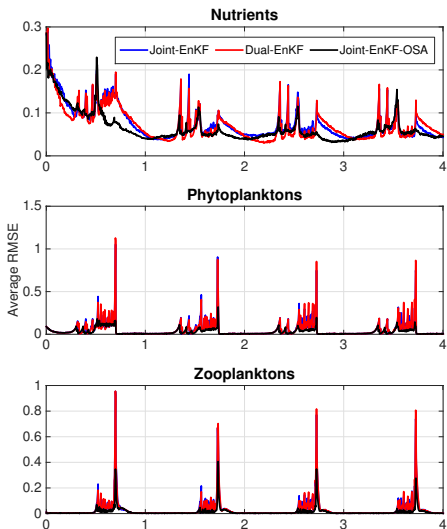 Nutrients
0.3
0.2
0.1
0
Joint-EnKF Dual-EnKF Joint-EnKF-OSA
0 1 2 3 4
Phytoplanktons
Average RMSE
1.5
1
0.5
0
0 1 2 3 4
Zooplanktons
1
0.8
0.6
0.4
0.2
0
0 1 2 3 4